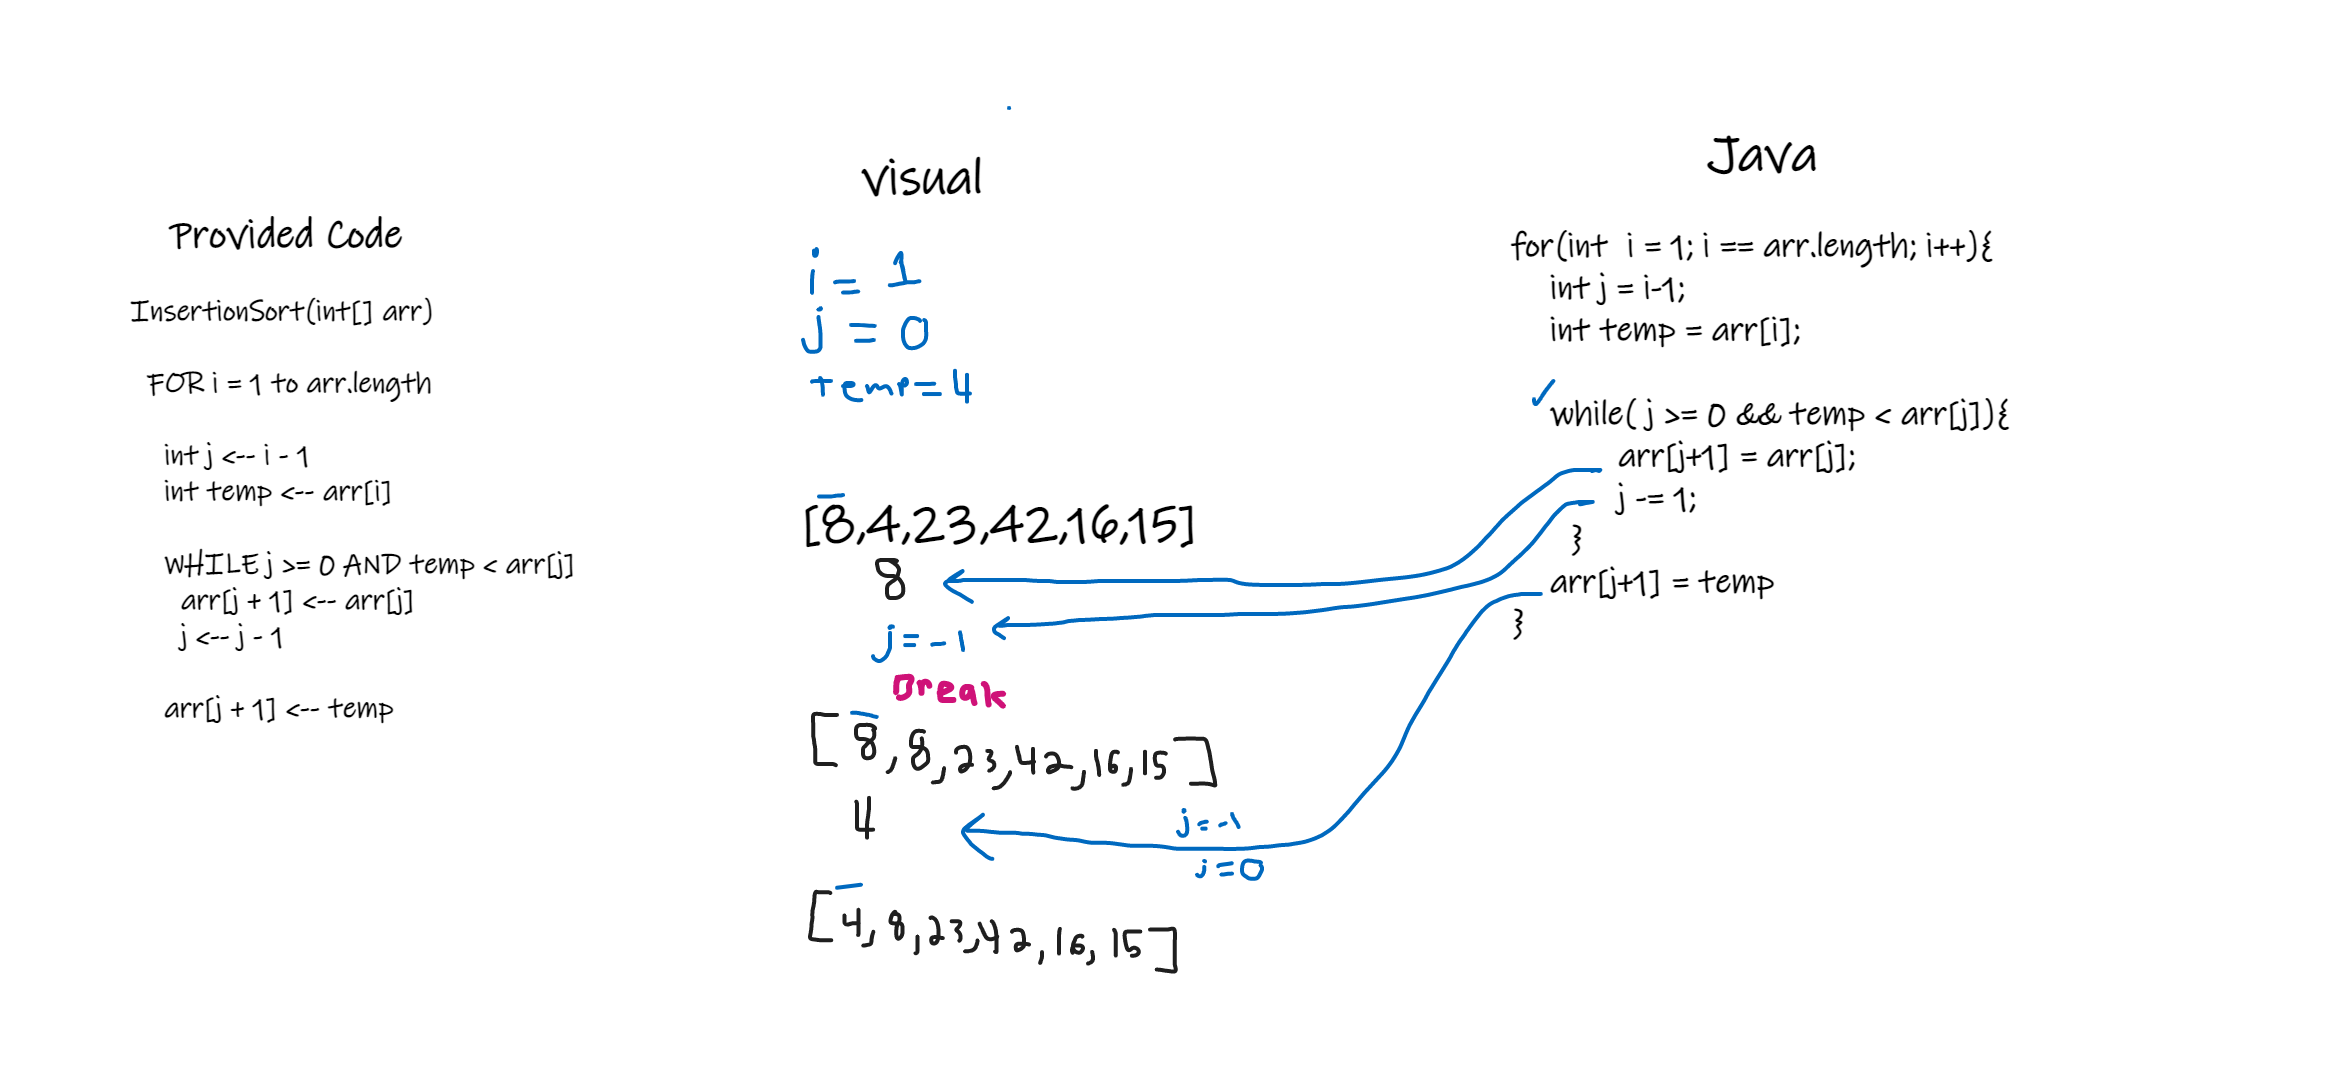 Provided Code
InsertionSort(int[] arr)
FOR i = 1 to arr.length
int j <-- i - 1
int temp <-- arr[i]
WHILE j >= 0 AND temp < arr[j]
arr[j + 1] <-- arr[j]
j <-- j - 1
arr[j + 1] <-- temp
visual
i = 1
j = 0
temp=4
[8,4,23,42,16,15]
8
j=-1
Break
[8,8,23,42,16,15]
4
j=-1
j=0
[4,8,23,42,16,15]
Java
for(int i = 1; i == arr.length; i++){
int j = i-1;
int temp = arr[i];
✓
while( j >= 0 && temp < arr[j]){
arr[j+1] = arr[j];
j -= 1;
}
arr[j+1] = temp
}